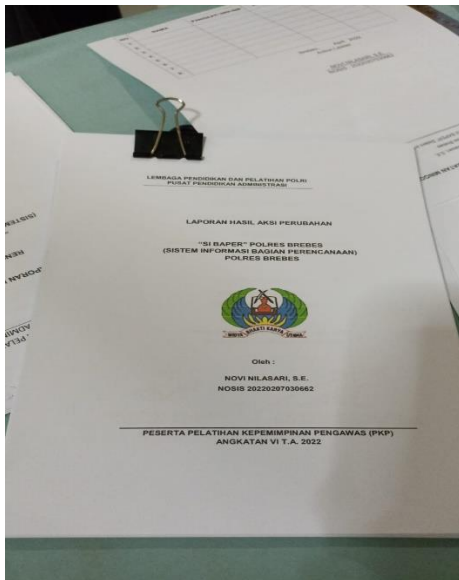 LEMBAGA PENDIDIKAN DAN PELATIHAN POLRI
PUSAT PENDIDIKAN ADMINISTRASI
LAPORAN HASIL AKSI PERUBAHAN
"SI BAPER" POLRES BREBES
(SISTEM INFORMASI BAGIAN PERENCANAAN)
POLRES BREBES
Oleh :
NOVI NILASARI, S.E.
NOSIS 20220207030662
PESERTA PELATIHAN KEPEMIMPINAN PENGAWAS (PKP)
ANGKATAN VI T.A. 2022